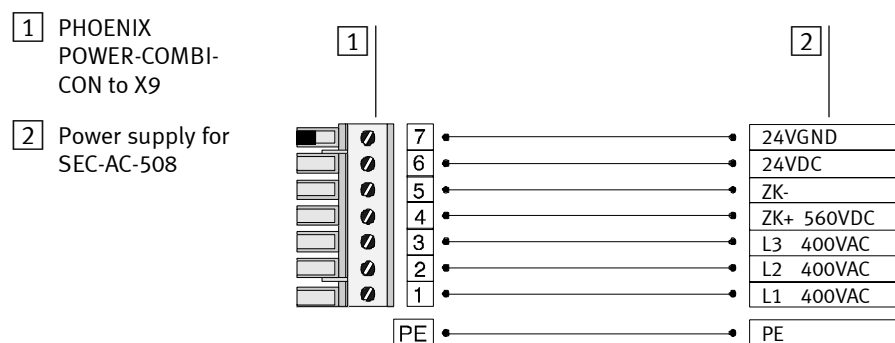 1 PHOENIX
POWER-COMBI-
CON to X9
2 Power supply for
SEC-AC-508
1
2
7 24VGND
6 24VDC
5 ZK-
4 ZK+ 560VDC
3 L3 400VAC
2 L2 400VAC
1 L1 400VAC
PE PE